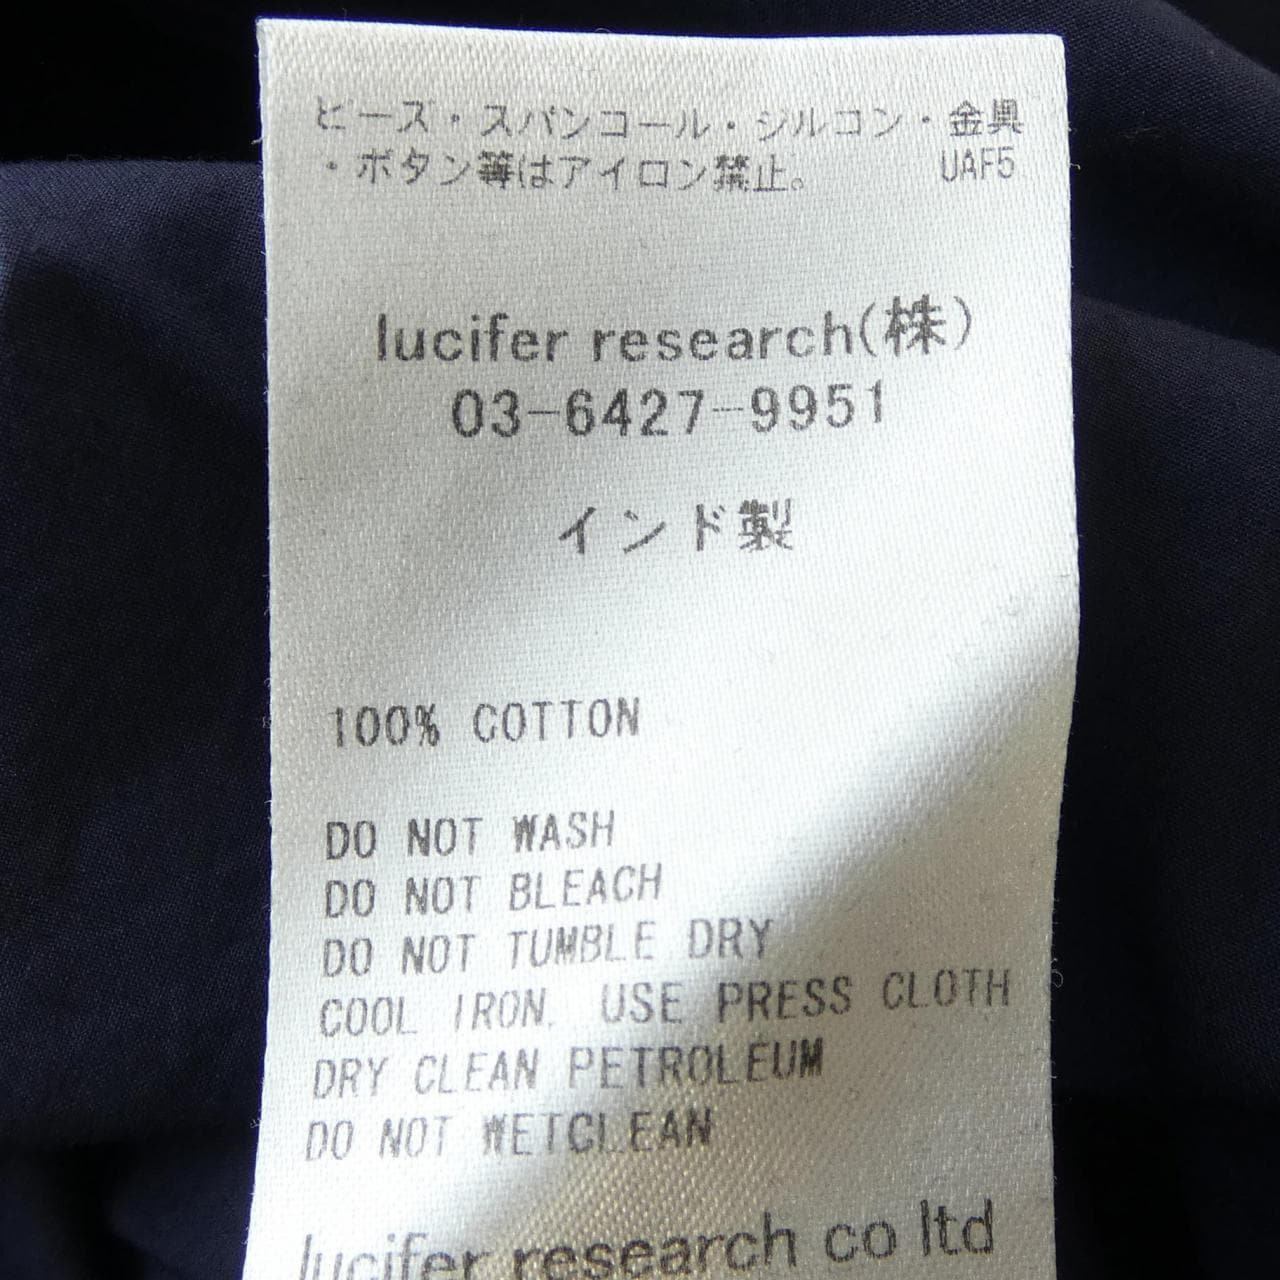 ビーズ・スパンコール・シルコン・金具
・ボタン等はアイロン禁止。 UAF5
lucifer research(株)
03-6427-9951
インド製
100% COTTON
DO NOT WASH
DO NOT BLEACH
DO NOT TUMBLE DRY
COOL IRON. USE PRESS CLOTH
DRY CLEAN PETROLEUM
DO NOT WETCLEAN
lucifer research co ltd